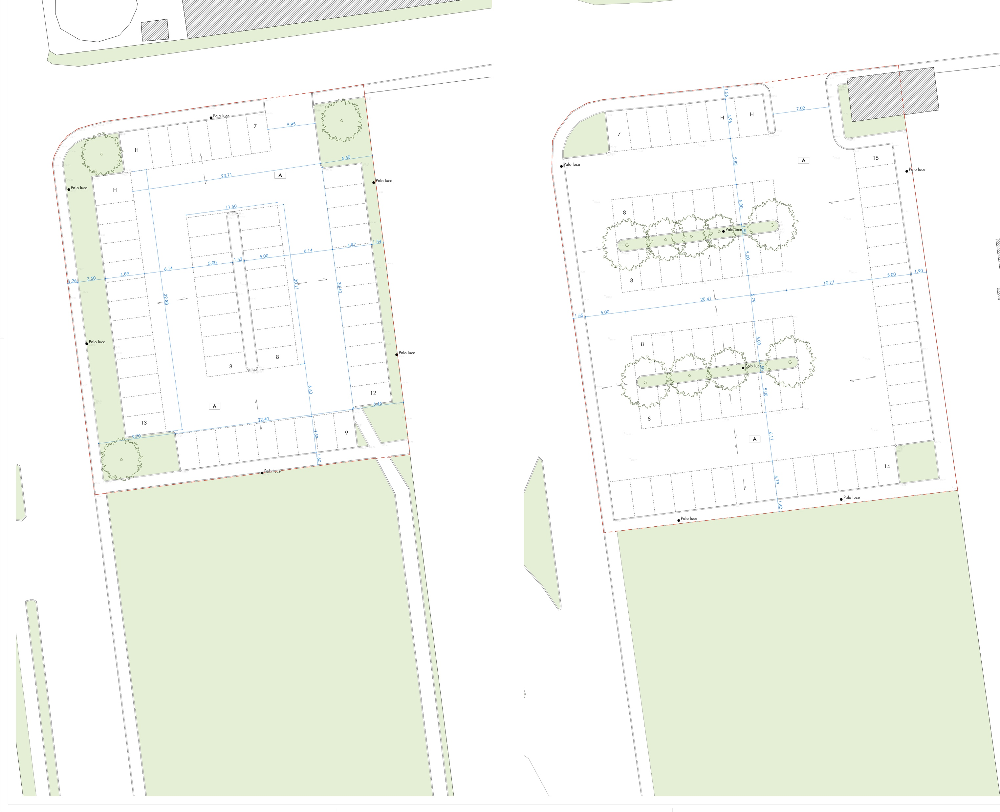 Palo luce
7
5.95
H
6.60
23.71
A
H
Palo luce
Palo luce
11.50
1.26
3.50
4.89
6.14
5.00
1.52
5.00
6.14
4.87
1.54
32.88
20.11
30.40
Palo luce
Palo luce
8
8
6.63
12
6.46
A
13
22.40
9
9.70
4.53
1.60
Palo luce
1.56
7.02
H
H
4.96
7
15
A
5.83
Palo luce
Palo luce
5.00
8
Palo luce
1.50
5.00
8
1.55
5.00
20.41
5.79
10.77
5.00
1.90
8
5.00
Palo luce
1.50
5.00
8
A
6.17
14
4.79
Palo luce
1.62
Palo luce